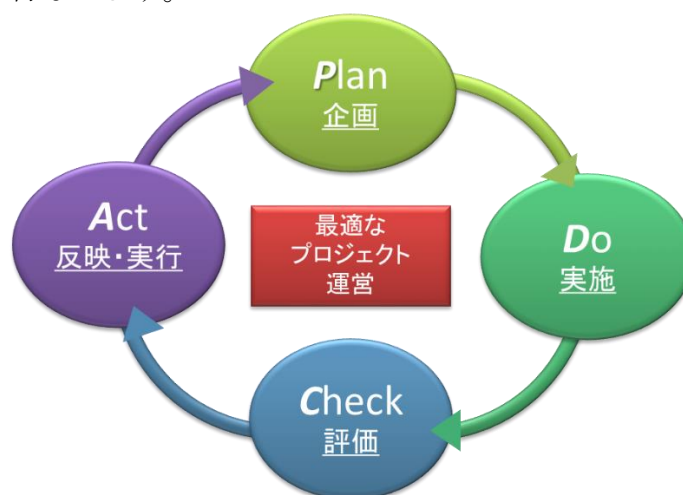 Plan
企画
Do
実施
Check
評価
Act
反映・実行
最適な
プロジェクト
運営